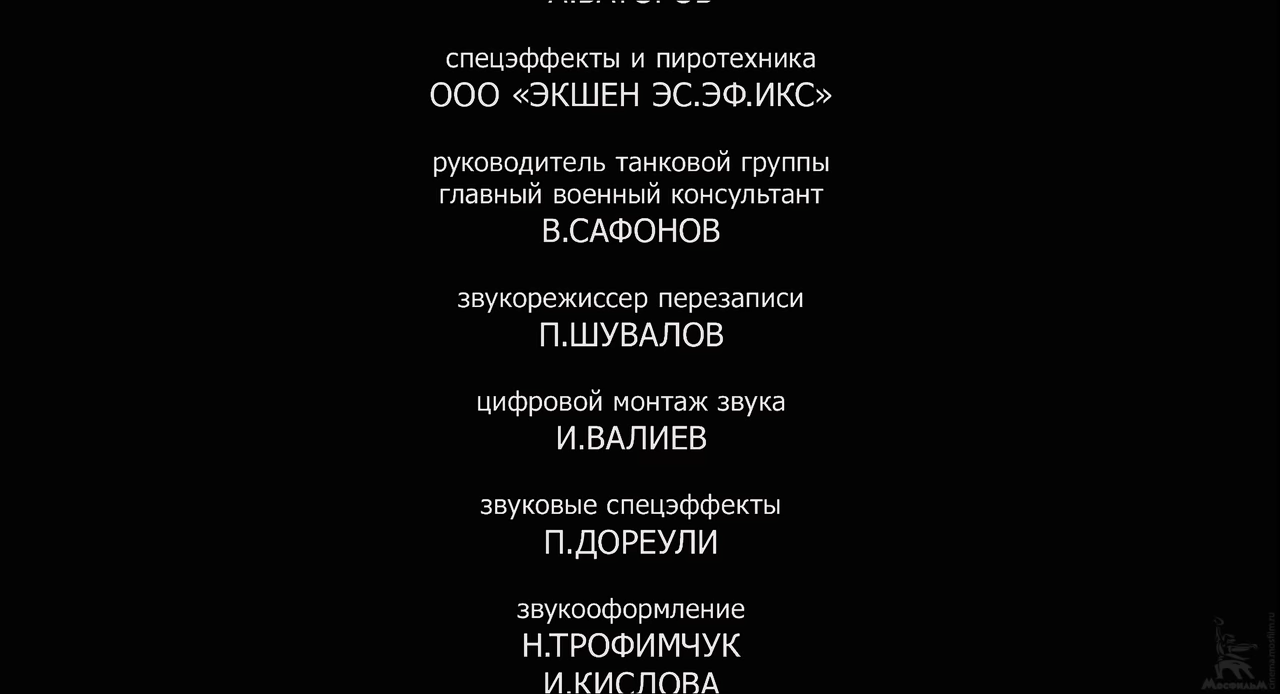 спецэффекты и пиротехника
ООО «ЭКШЕН ЭС.ЭФ.ИКС»
руководитель танковой группы
главный военный консультант
В.САФОНОВ
звукорежиссер перезаписи
П.ШУВАЛОВ
цифровой монтаж звука
И.ВАЛИЕВ
звуковые спецэффекты
П.ДОРЕУЛИ
звукооформление
Н.ТРОФИМЧУК
И.КИСЛОВА
МОСФИЛЬМ